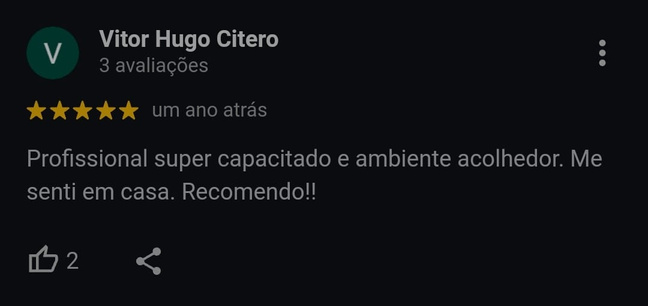 V
Vitor Hugo Citero
3 avaliações
um ano atrás
Profissional super capacitado e ambiente acolhedor. Me
senti em casa. Recomendo!!
2